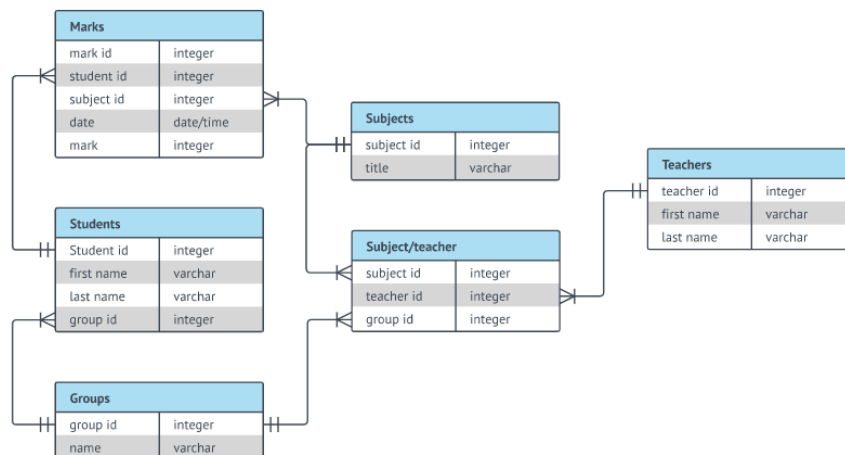 Marks
mark id integer
student id integer
subject id integer
date date/time
mark integer
Subjects
subject id integer
title varchar
Teachers
teacher id integer
first name varchar
last name varchar
Students
Student id integer
first name varchar
last name varchar
group id integer
Subject/teacher
subject id integer
teacher id integer
group id integer
Groups
group id integer
name varchar